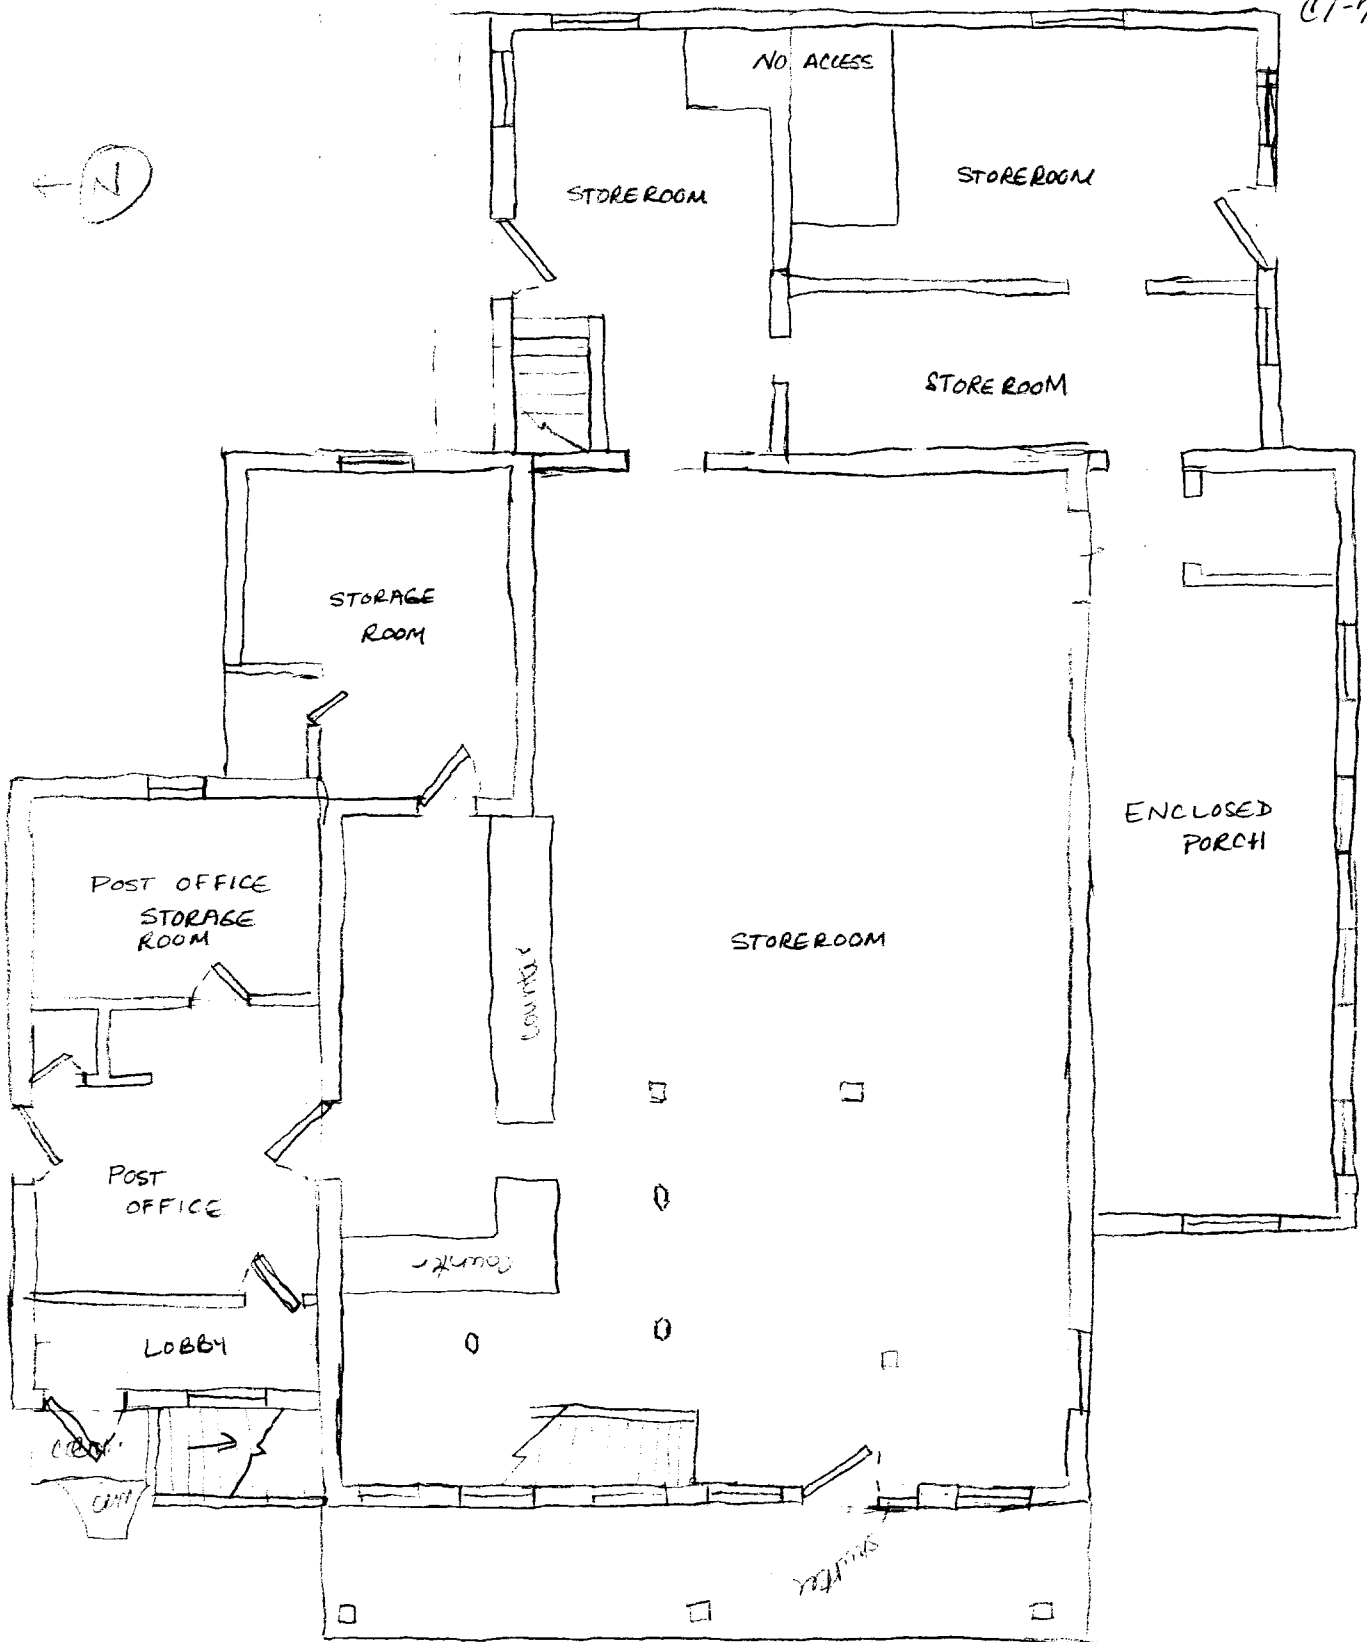 N
NO ACCESS
STOREROOM
STOREROOM
STOREROOM
STORAGE
ROOM
ENCLOSED
PORCH
POST OFFICE
STORAGE
ROOM
STOREROOM
Counter
POST
OFFICE
Counter
LOBBY